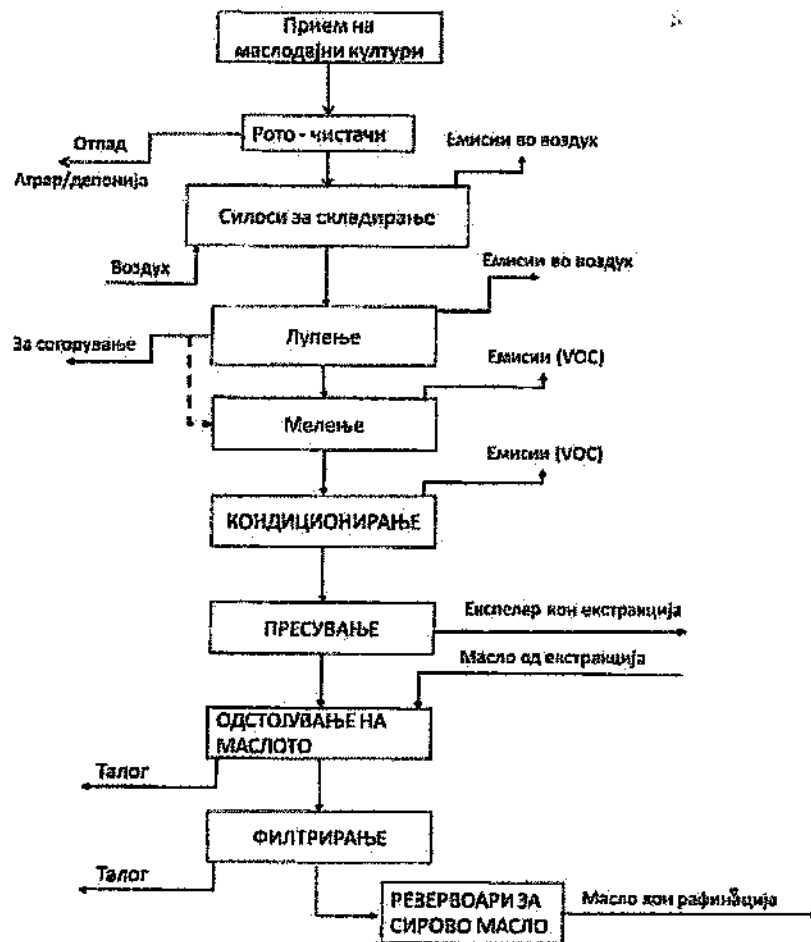 Прием на
маслодајни култури
Рото - чистачи
Отпад
Аграр/депонија
Емисии во воздух
Силоси за складирање
Воздух
Емисии во воздух
Лупење
За согорување
Емисии (VOC)
Мелење
Емисии (VOC)
КОНДИЦИОНИРАЊЕ
ПРЕСУВАЊЕ
Експелер кон екстракција
Масло од екстракција
ОДСТОЈУВАЊЕ НА
МАСЛОТО
Талог
ФИЛТРИРАЊЕ
Талог
РЕЗЕРВОАРИ ЗА
СИРОВО МАСЛО
Масло кон рафинација